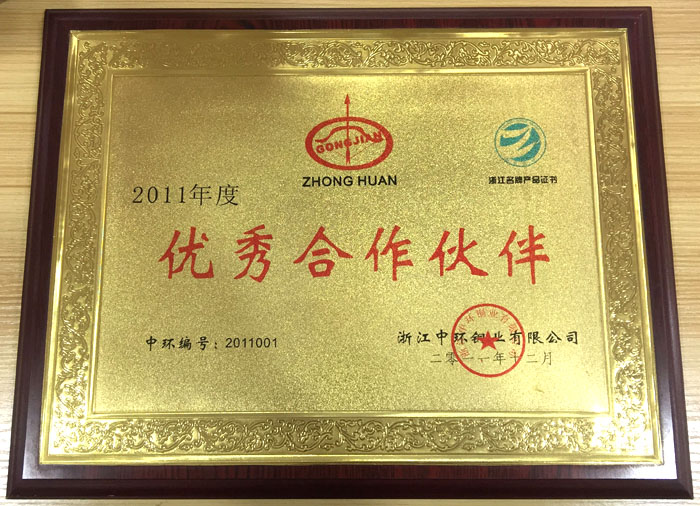 GONGJIAN
ZHONG HUAN
浙江名牌产品证书
2011年度
优秀合作伙伴
中环编号：2011001
浙江中环铜业有限公司
二零一一年十二月